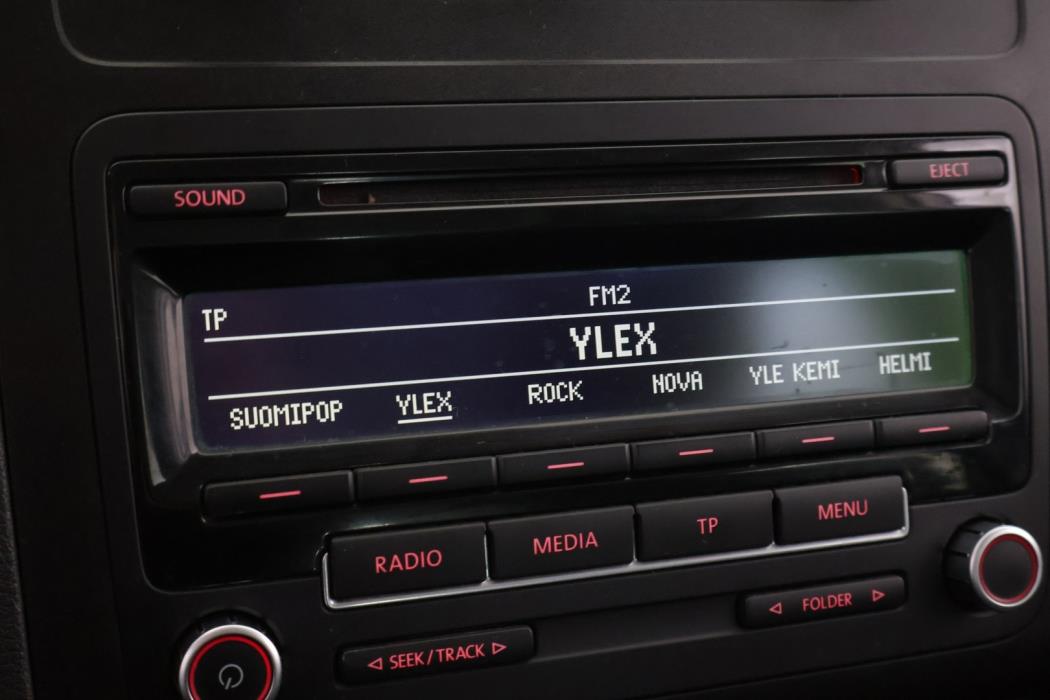 SOUND EJECT
FM2
TP
YLEX
SUOMIPOP YLEX ROCK NOVA YLE KEMI HELMI
RADIO MEDIA TP MENU
◁ SEEK/TRACK ▷ ◁ FOLDER ▷